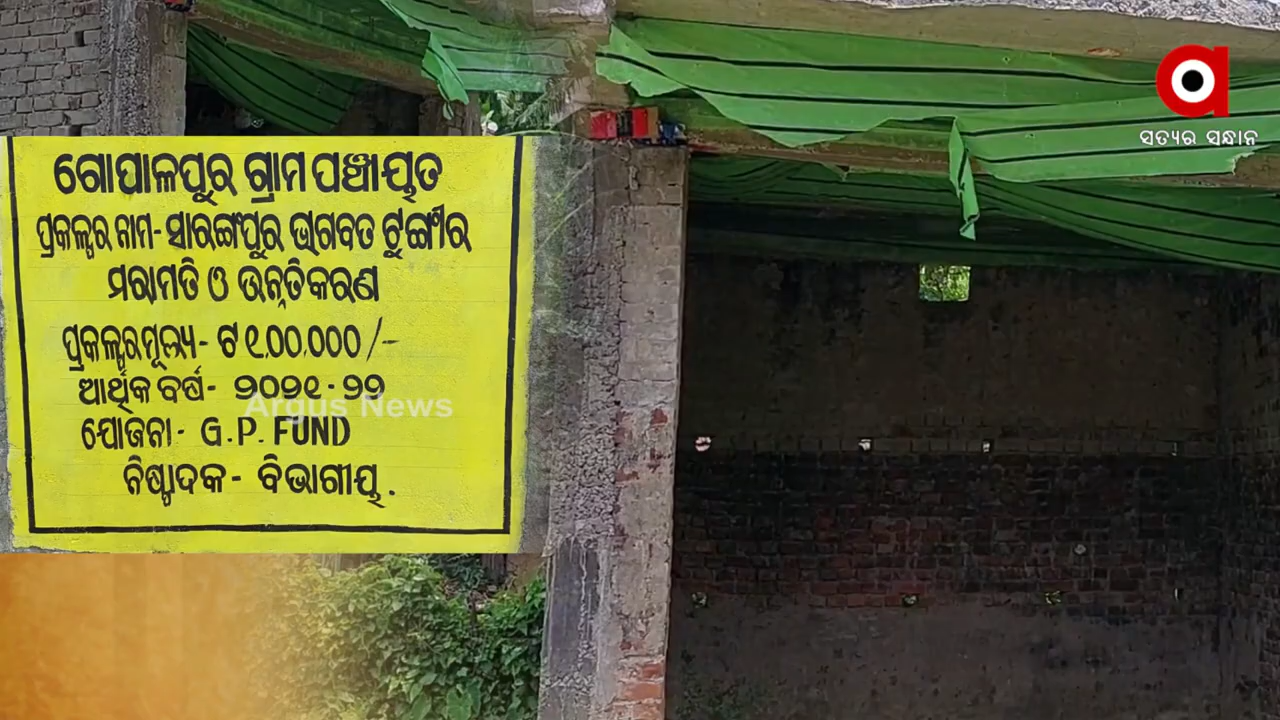 ସତ୍ୟର ସନ୍ଧାନ
ଗୋପାଳପୁର ଗ୍ରାମ ପଞ୍ଚାୟତ
ପ୍ରକଳ୍ପର ନାମ- ସାରଙ୍ଗପୁର ଭାଗବତ ଟୁଙ୍ଗୀର
ମରାମତି ଓ ଉନ୍ନତିକରଣ
ପ୍ରକଳ୍ପର ମୂଲ୍ୟ- ଟ ୧,୦୦,୦୦୦/-
ଆର୍ଥିକ ବର୍ଷ- ୨୦୨୧-୨୨
Argus News
ଯୋଜନା- G.P. FUND
ନିଷ୍ପାଦକ- ବିଭାଗୀୟ.